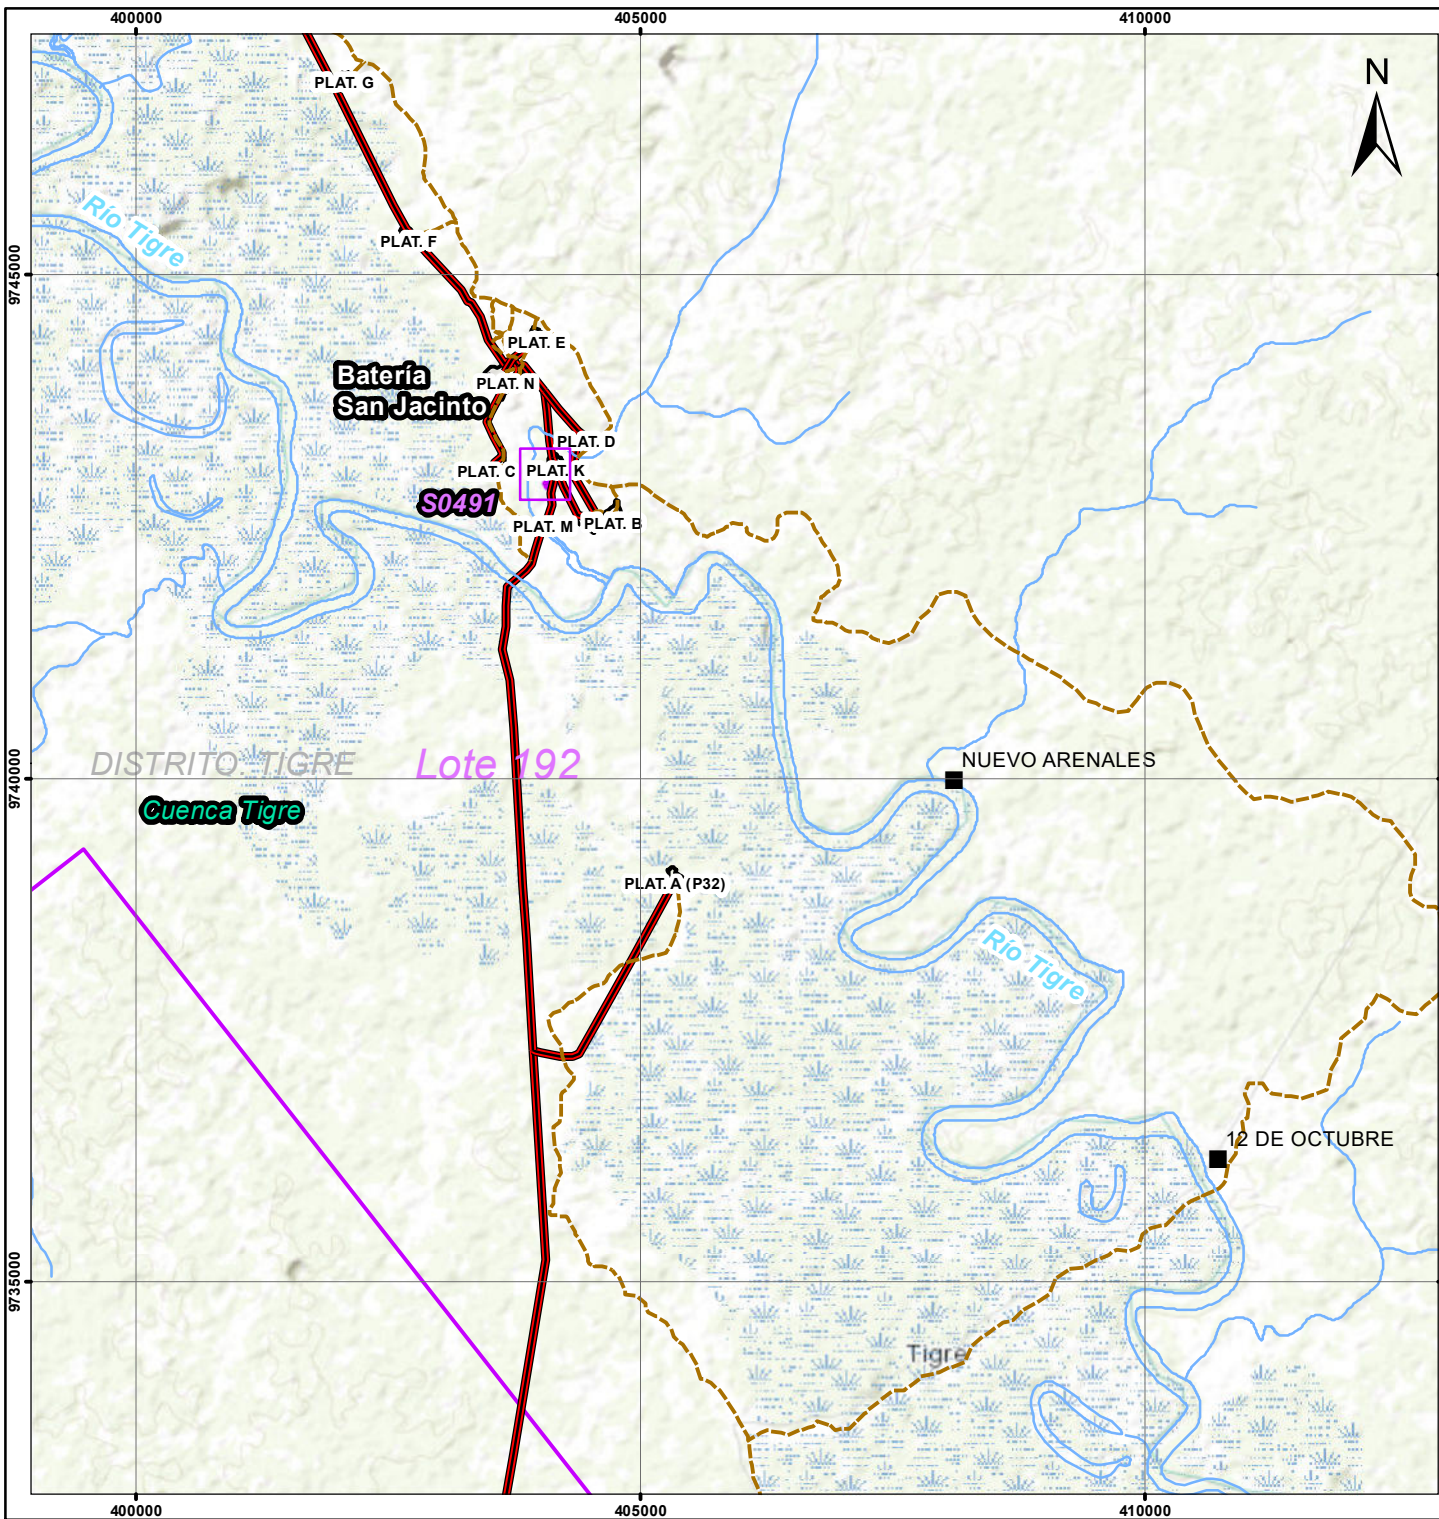 400000
405000
410000
N
PLAT. G
Río Tigre
PLAT. F
9745000
9745000
PLAT. E
Batería
San Jacinto
PLAT. N
PLAT. D
PLAT. C
PLAT. K
S0491
PLAT. M
PLAT. B
DISTRITO. TIGRE
Lote 192
NUEVO ARENALES
9740000
Cuenca Tigre
PLAT. A (P32)
Río Tigre
12 DE OCTUBRE
9735000
Tigre
400000
405000
410000